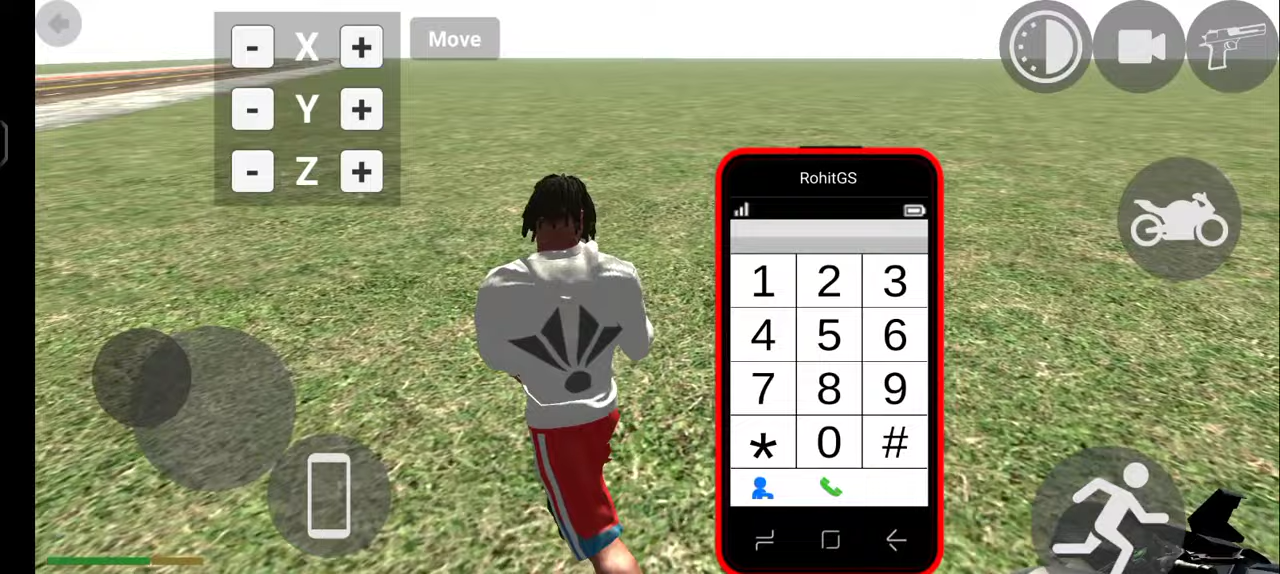 - X +
Move
- Y +
- Z +
RohitGS
1 2 3
4 5 6
7 8 9
* 0 #